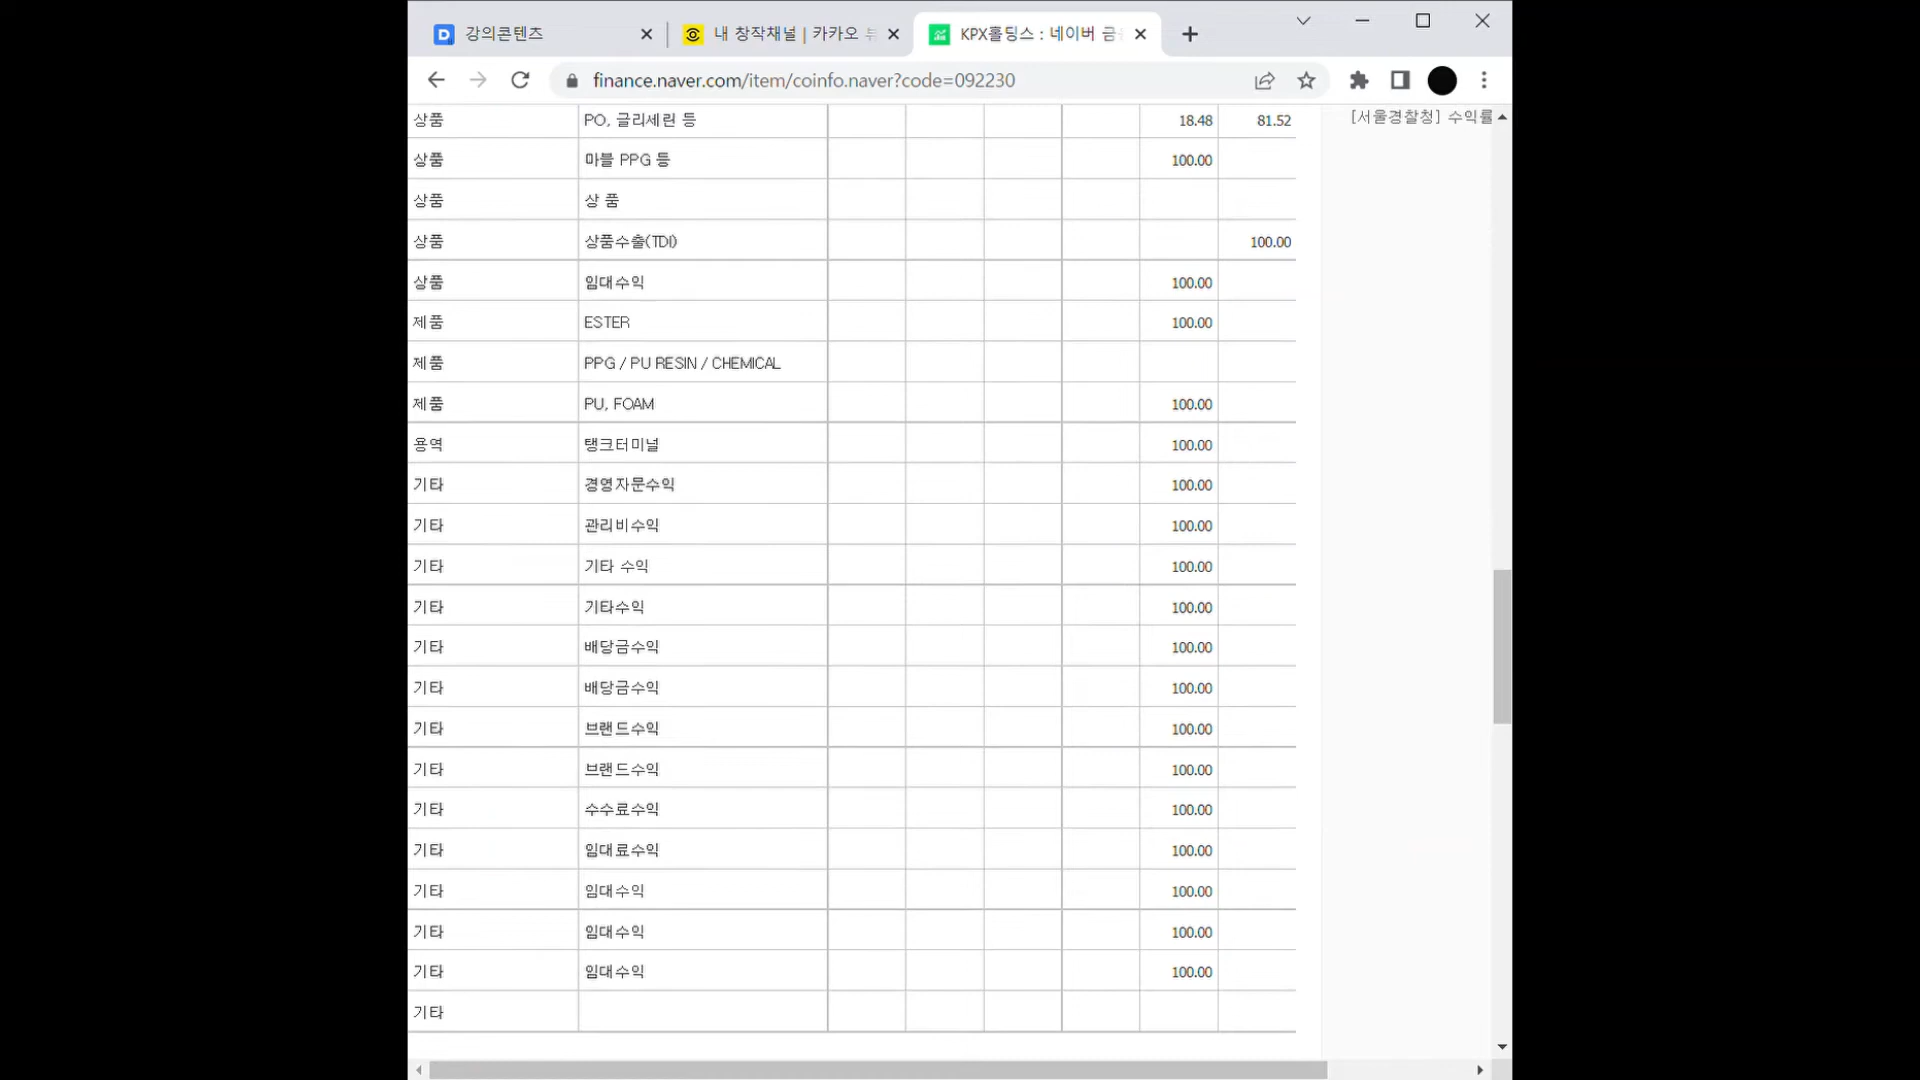 강의콘텐츠
내 창작채널 | 카카오 뷰
KPX홀딩스 : 네이버 금융
finance.naver.com/item/coinfo.naver?code=092230
[서울경찰청] 수익률
상품 PO, 글리세린 등 18.48 81.52
상품 마블 PPG 등 100.00
상품 상 품
상품 상품수출(TDI) 100.00
상품 임대수익 100.00
제품 ESTER 100.00
제품 PPG / PU RESIN / CHEMICAL
제품 PU, FOAM 100.00
용역 탱크터미널 100.00
기타 경영자문수익 100.00
기타 관리비수익 100.00
기타 기타 수익 100.00
기타 기타수익 100.00
기타 배당금수익 100.00
기타 배당금수익 100.00
기타 브랜드수익 100.00
기타 브랜드수익 100.00
기타 수수료수익 100.00
기타 임대료수익 100.00
기타 임대수익 100.00
기타 임대수익 100.00
기타 임대수익 100.00
기타